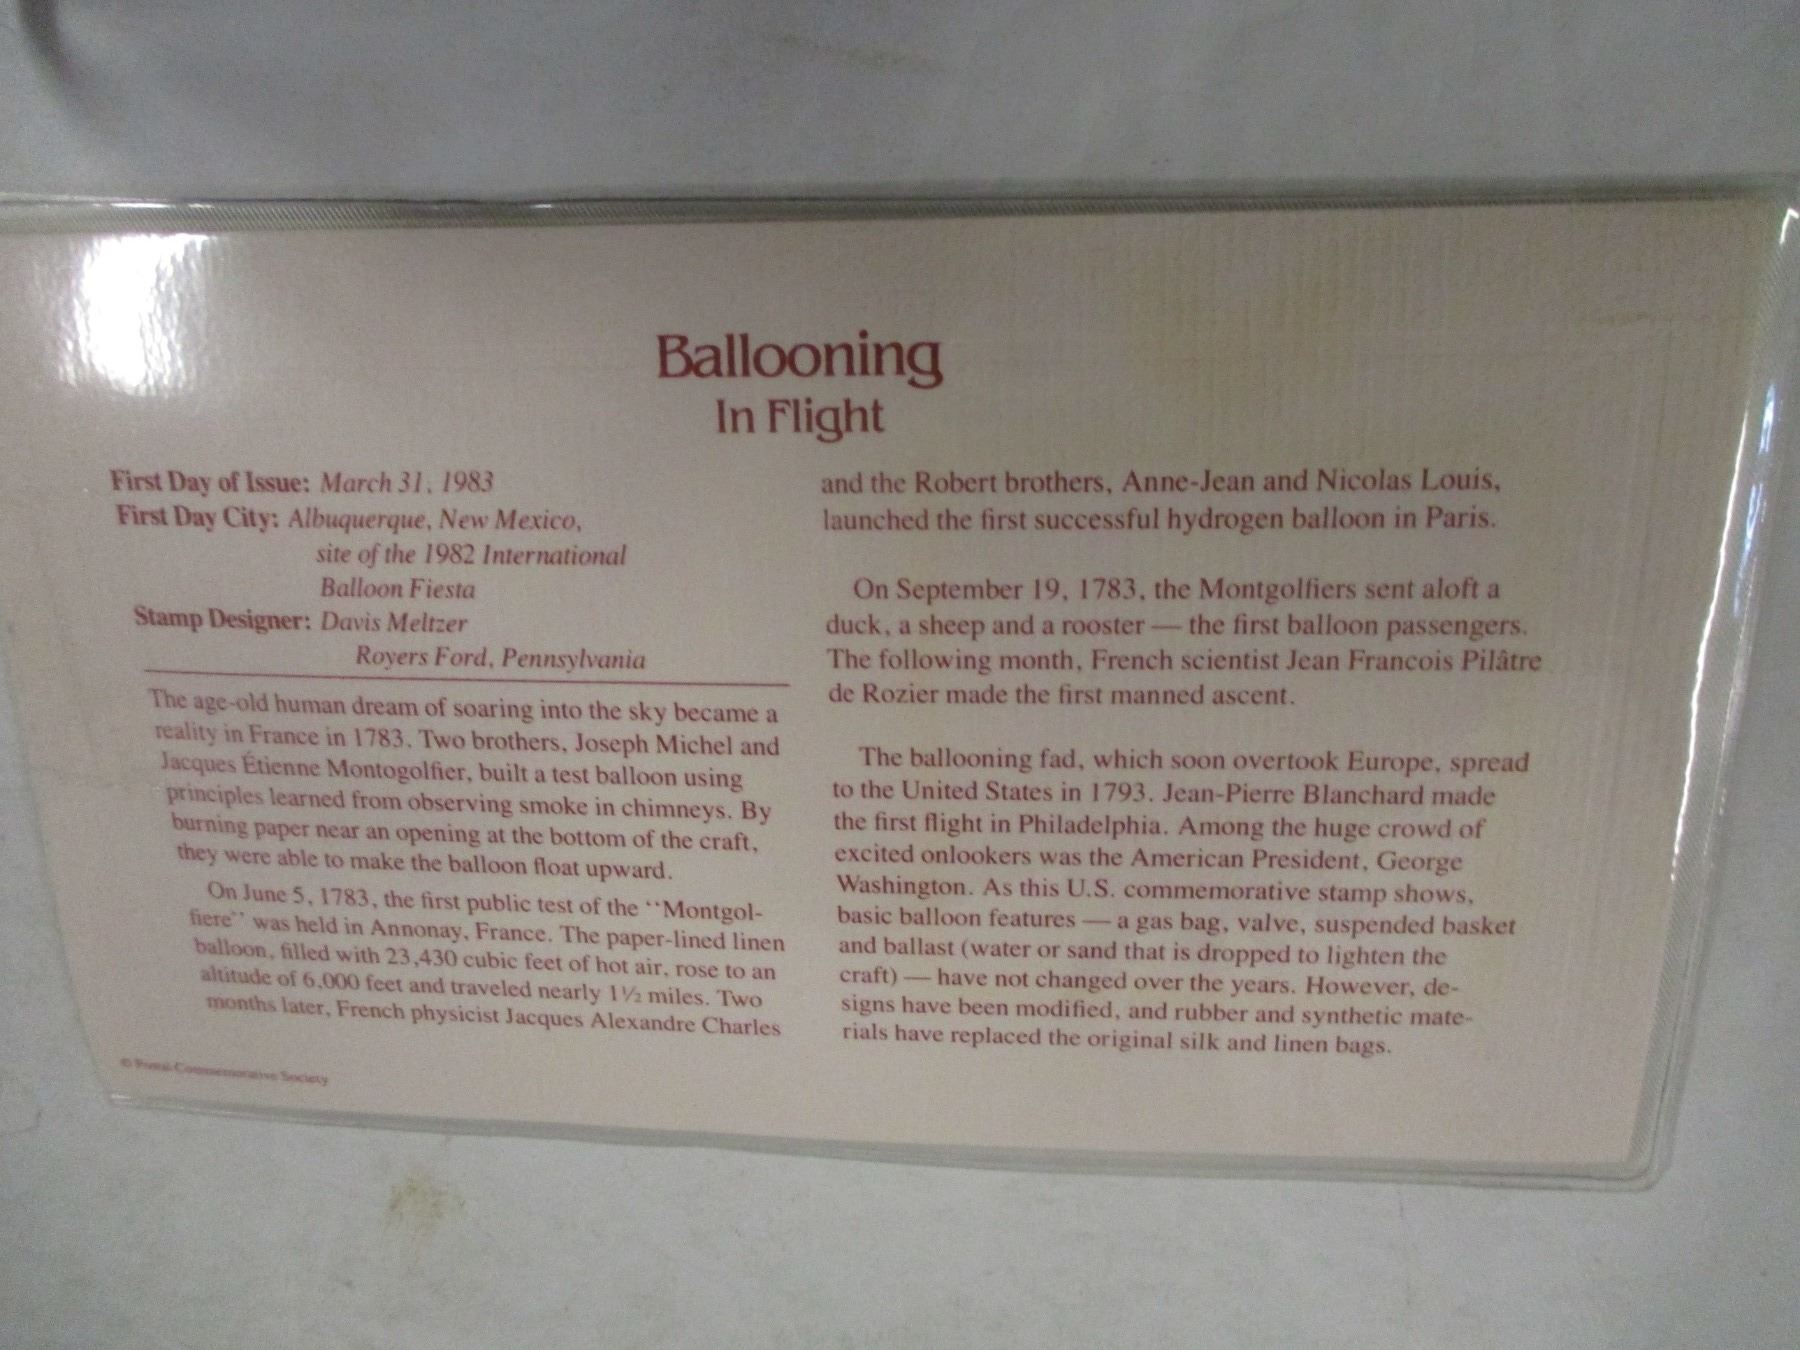 Ballooning
In Flight
First Day of Issue: March 31, 1983
First Day City: Albuquerque, New Mexico,
site of the 1982 International
Balloon Fiesta
Stamp Designer: Davis Meltzer
Royers Ford, Pennsylvania
The age-old human dream of soaring into the sky became a
reality in France in 1783. Two brothers, Joseph Michel and
Jacques Étienne Montogolfier, built a test balloon using
principles learned from observing smoke in chimneys. By
burning paper near an opening at the bottom of the craft,
they were able to make the balloon float upward.
On June 5, 1783, the first public test of the ‘‘Montgol-
fiere’’ was held in Annonay, France. The paper-lined linen
balloon, filled with 23,430 cubic feet of hot air, rose to an
altitude of 6,000 feet and traveled nearly 1½ miles. Two
months later, French physicist Jacques Alexandre Charles
and the Robert brothers, Anne-Jean and Nicolas Louis,
launched the first successful hydrogen balloon in Paris.
On September 19, 1783, the Montgolfiers sent aloft a
duck, a sheep and a rooster — the first balloon passengers.
The following month, French scientist Jean Francois Pilâtre
de Rozier made the first manned ascent.
The ballooning fad, which soon overtook Europe, spread
to the United States in 1793. Jean-Pierre Blanchard made
the first flight in Philadelphia. Among the huge crowd of
excited onlookers was the American President, George
Washington. As this U.S. commemorative stamp shows,
basic balloon features — a gas bag, valve, suspended basket
and ballast (water or sand that is dropped to lighten the
craft) — have not changed over the years. However, de-
signs have been modified, and rubber and synthetic mate-
rials have replaced the original silk and linen bags.
© Postal Commemorative Society